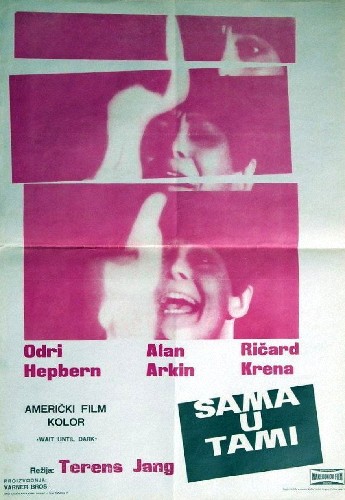 Odri Alan Ričard
Hepbern Arkin Krena
AMERIČKI FILM
KOLOR
«WAIT UNTIL DARK»
SAMA
U
TAMI
Režija: Terens Jang
PROIZVODNJA
WARNER BROS